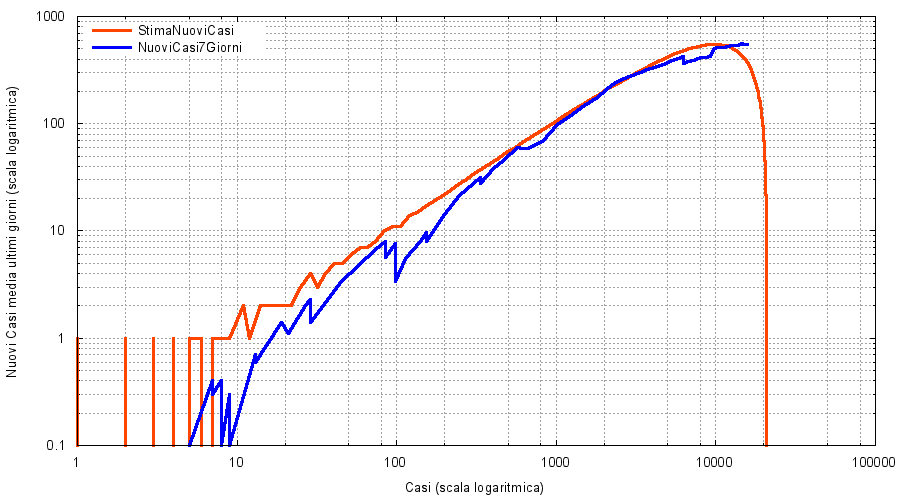 1000
100
10
1
0.1
1
10
100
1000
10000
100000
StimaNuoviCasi
NuoviCasi7Giorni
Nuovi Casi media ultimi giorni (scala logaritmica)
Casi (scala logaritmica)